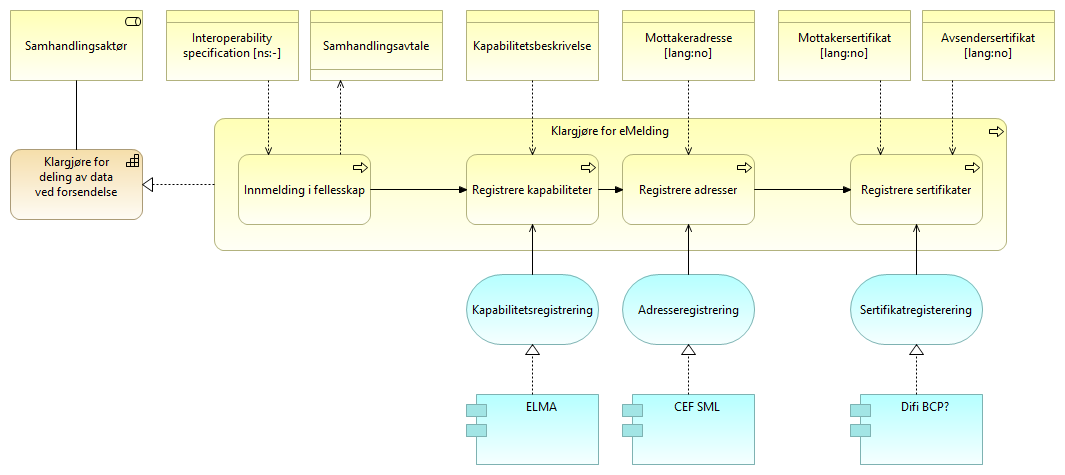 Samhandlingsaktør
Interoperability
specification [ns:-]
Samhandlingsavtale
Kapabilitetsbeskrivelse
Mottakeradresse
[lang:no]
Mottakersertifikat
[lang:no]
Avsendersertifikat
[lang:no]
Klargjøre for eMelding
Klargjøre for
deling av data
ved forsendelse
Innmelding i fellesskap
Registrere kapabiliteter
Registrere adresser
Registrere sertifikater
Kapabilitetsregistrering
Adresseregistrering
Sertifikatregisterering
ELMA
CEF SML
Difi BCP?